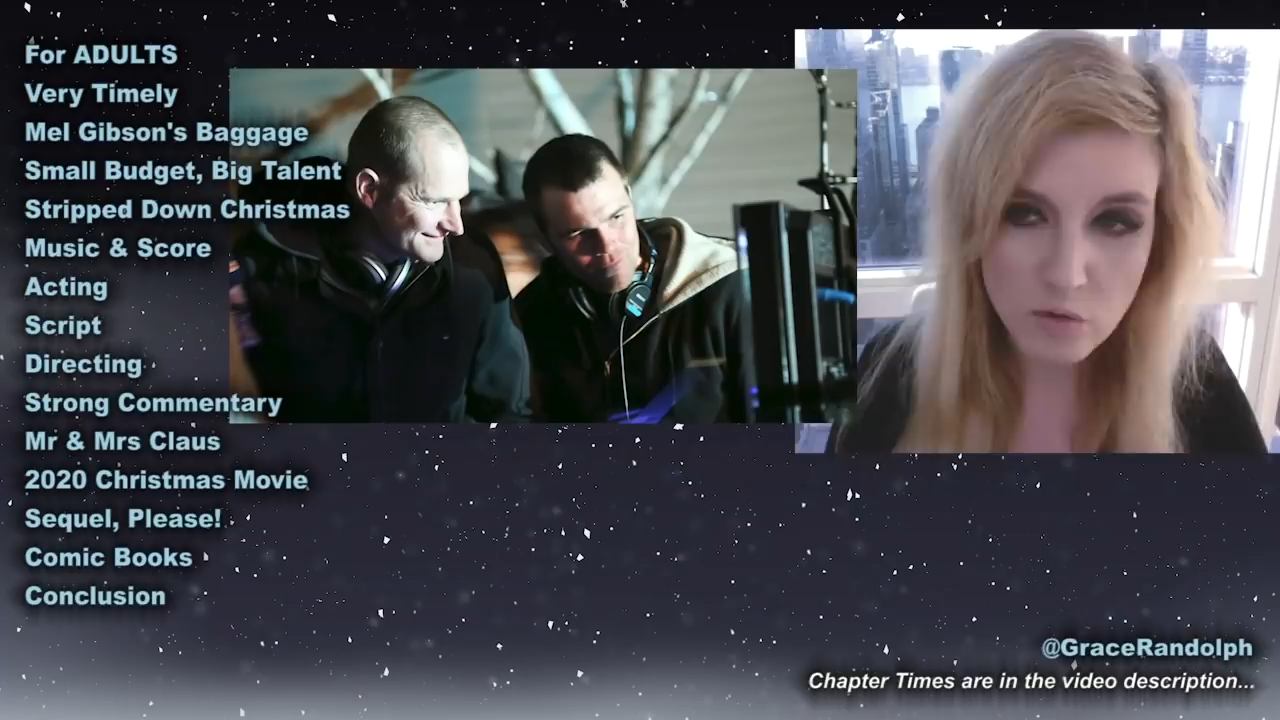 For ADULTS
Very Timely
Mel Gibson's Baggage
Small Budget, Big Talent
Stripped Down Christmas
Music & Score
Acting
Script
Directing
Strong Commentary
Mr & Mrs Claus
2020 Christmas Movie
Sequel, Please!
Comic Books
Conclusion
@GraceRandolph
Chapter Times are in the video description...